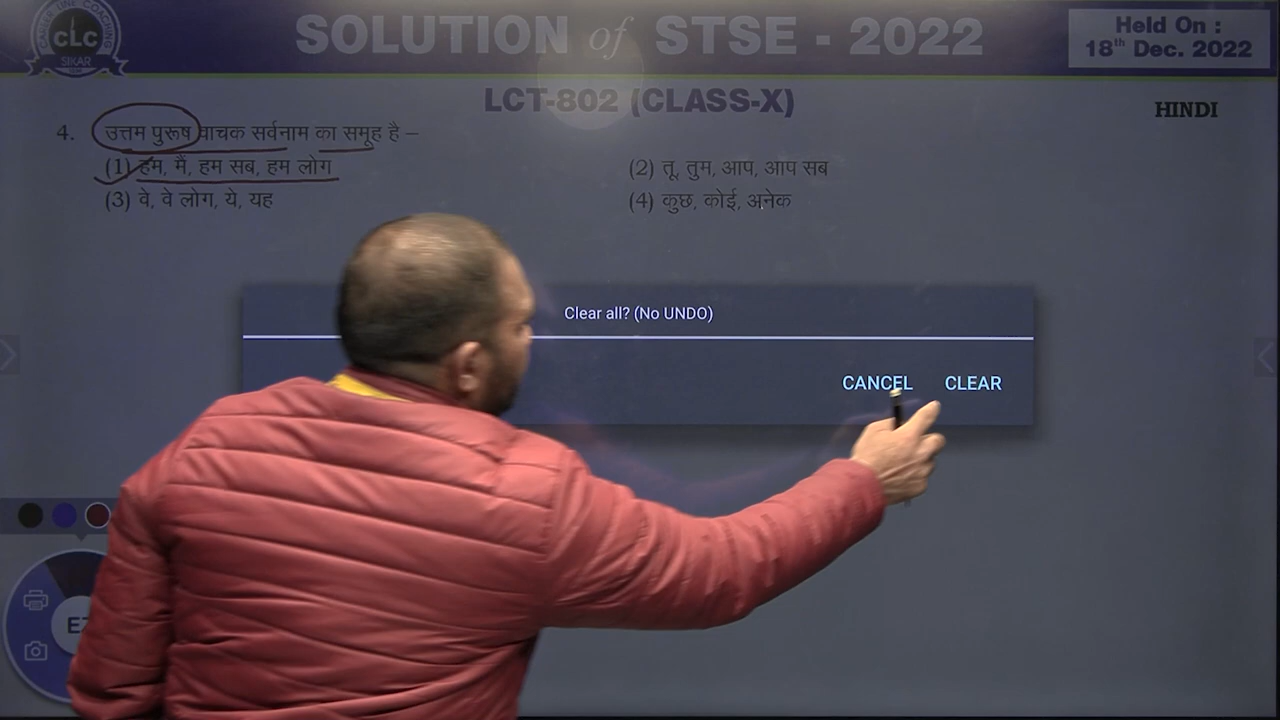 CLC
SIKAR
SOLUTION of STSE - 2022
Held On :
18th Dec. 2022
LCT-802 (CLASS-X)
HINDI
4. उत्तम पुरूष वाचक सर्वनाम का समूह है –
(1) हम, मैं, हम सब, हम लोग
(2) तू, तुम, आप, आप सब
(3) वे, वे लोग, ये, यह
(4) कुछ, कोई, अनेक
Clear all? (No UNDO)
CANCEL CLEAR